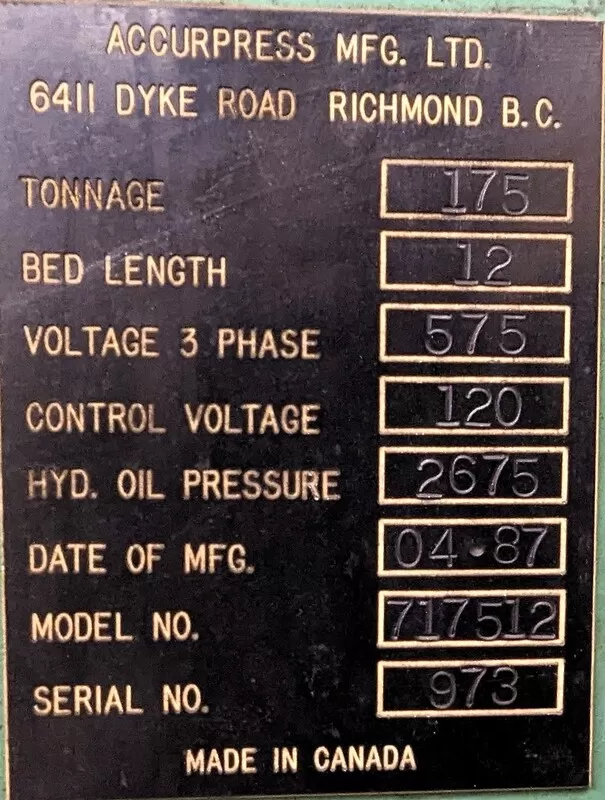 ACCURPRESS MFG. LTD.
6411 DYKE ROAD RICHMOND B.C.
TONNAGE 175
BED LENGTH 12
VOLTAGE 3 PHASE 575
CONTROL VOLTAGE 120
HYD. OIL PRESSURE 2675
DATE OF MFG. 04·87
MODEL NO. 717512
SERIAL NO. 973
MADE IN CANADA